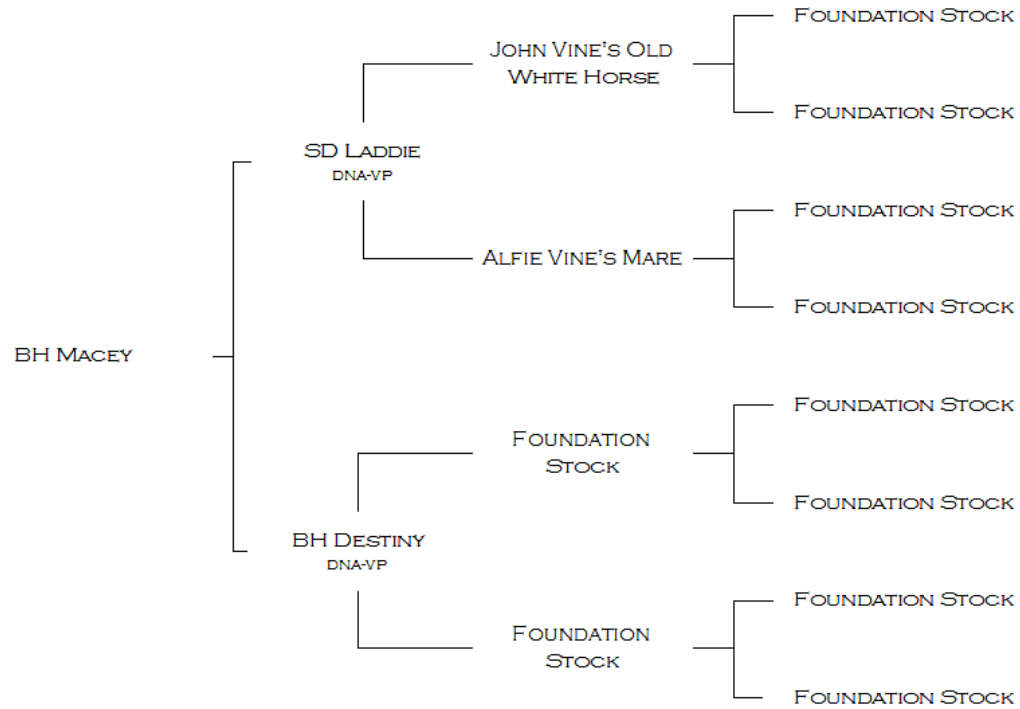 Foundation Stock
John Vine's Old
White Horse
Foundation Stock
SD Laddie
DNA-VP
Foundation Stock
Alfie Vine's Mare
Foundation Stock
BH Macey
Foundation Stock
Foundation
Stock
Foundation Stock
BH Destiny
DNA-VP
Foundation Stock
Foundation
Stock
Foundation Stock